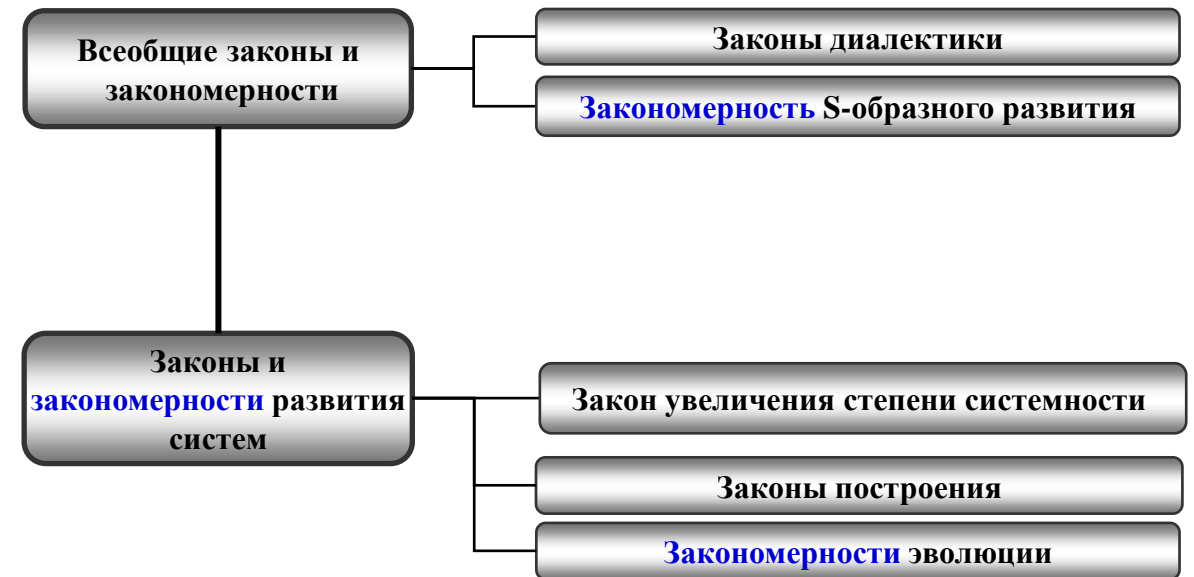 Всеобщие законы и
закономерности
Законы диалектики
Закономерность S-образного развития
Законы и
закономерности развития
систем
Закон увеличения степени системности
Законы построения
Закономерности эволюции